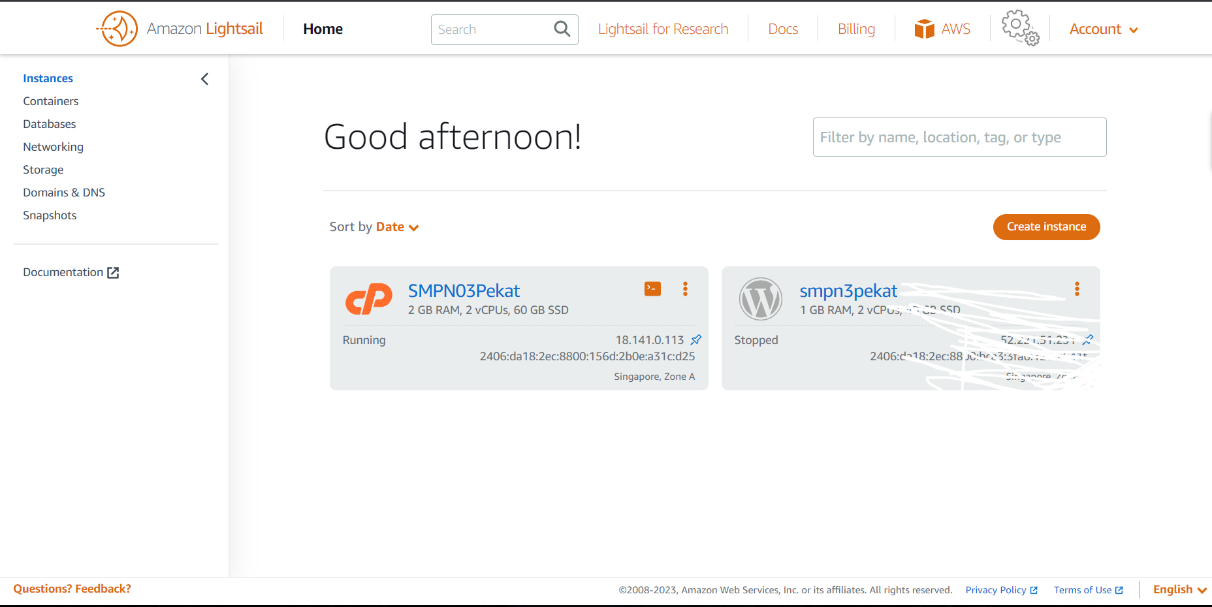 Amazon Lightsail
Home
Search
Lightsail for Research
Docs
Billing
AWS
Account
Instances
Containers
Databases
Networking
Storage
Domains & DNS
Snapshots
Documentation
Good afternoon!
Filter by name, location, tag, or type
Sort by Date
Create instance
SMPN03Pekat
2 GB RAM, 2 vCPUs, 60 GB SSD
Running
18.141.0.113
2406:da18:2ec:8800:156d:2b0e:a31c:d25
Singapore, Zone A
smpn3pekat
1 GB RAM, 2 vCPUs, GB SSD
Stopped
Singapore,
Questions? Feedback?
©2008-2023, Amazon Web Services, Inc. or its affiliates. All rights reserved.
Privacy Policy
Terms of Use
English